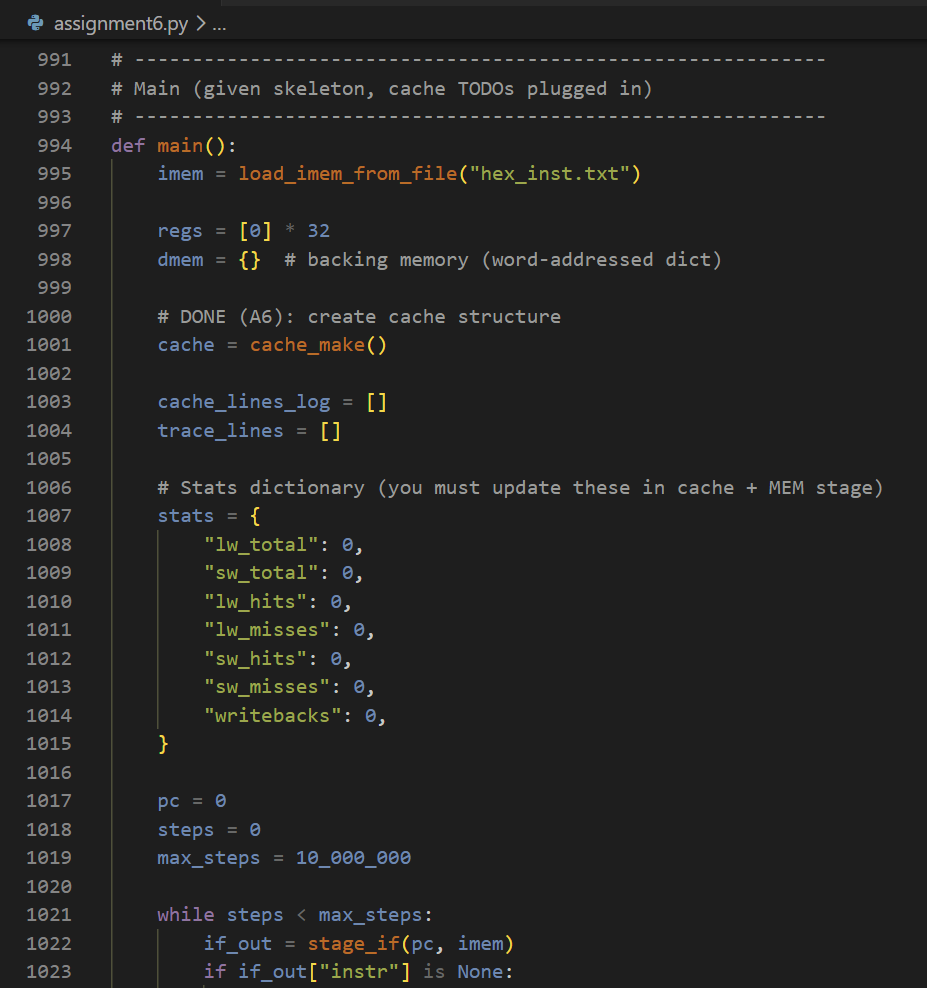 assignment6.py > ...
991 # ------------------------------------------------------------
992 # Main (given skeleton, cache TODOs plugged in)
993 # ------------------------------------------------------------
994 def main():
995     imem = load_imem_from_file("hex_inst.txt")
996
997     regs = [0] * 32
998     dmem = {}  # backing memory (word-addressed dict)
999
1000     # DONE (A6): create cache structure
1001     cache = cache_make()
1002
1003     cache_lines_log = []
1004     trace_lines = []
1005
1006     # Stats dictionary (you must update these in cache + MEM stage)
1007     stats = {
1008         "lw_total": 0,
1009         "sw_total": 0,
1010         "lw_hits": 0,
1011         "lw_misses": 0,
1012         "sw_hits": 0,
1013         "sw_misses": 0,
1014         "writebacks": 0,
1015     }
1016
1017     pc = 0
1018     steps = 0
1019     max_steps = 10_000_000
1020
1021     while steps < max_steps:
1022         if_out = stage_if(pc, imem)
1023         if if_out["instr"] is None: